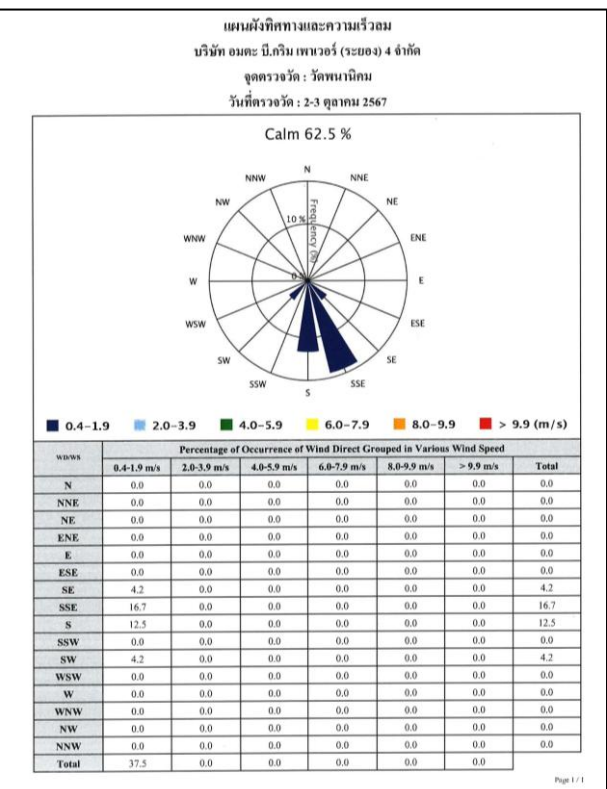 แผนผังทิศทางและความเร็วลม
บริษัท อมตะ บี.กริม เพาเวอร์ (ระยอง) 4 จำกัด
จุดตรวจวัด : วัดพนานิคม
วันที่ตรวจวัด : 2-3 ตุลาคม 2567
Calm 62.5 %
N
NNW NNE
NW NE
10 %
Frequency (%)
WNW ENE
0 %
W E
WSW ESE
SW SE
SSW SSE
S
0.4-1.9 2.0-3.9 4.0-5.9 6.0-7.9 8.0-9.9 > 9.9 (m/s)
WD/WS Percentage of Occurrence of Wind Direct Grouped in Various Wind Speed
0.4-1.9 m/s 2.0-3.9 m/s 4.0-5.9 m/s 6.0-7.9 m/s 8.0-9.9 m/s > 9.9 m/s Total
N 0.0 0.0 0.0 0.0 0.0 0.0 0.0
NNE 0.0 0.0 0.0 0.0 0.0 0.0 0.0
NE 0.0 0.0 0.0 0.0 0.0 0.0 0.0
ENE 0.0 0.0 0.0 0.0 0.0 0.0 0.0
E 0.0 0.0 0.0 0.0 0.0 0.0 0.0
ESE 0.0 0.0 0.0 0.0 0.0 0.0 0.0
SE 4.2 0.0 0.0 0.0 0.0 0.0 4.2
SSE 16.7 0.0 0.0 0.0 0.0 0.0 16.7
S 12.5 0.0 0.0 0.0 0.0 0.0 12.5
SSW 0.0 0.0 0.0 0.0 0.0 0.0 0.0
SW 4.2 0.0 0.0 0.0 0.0 0.0 4.2
WSW 0.0 0.0 0.0 0.0 0.0 0.0 0.0
W 0.0 0.0 0.0 0.0 0.0 0.0 0.0
WNW 0.0 0.0 0.0 0.0 0.0 0.0 0.0
NW 0.0 0.0 0.0 0.0 0.0 0.0 0.0
NNW 0.0 0.0 0.0 0.0 0.0 0.0 0.0
Total 37.5 0.0 0.0 0.0 0.0 0.0
Page 1 / 1